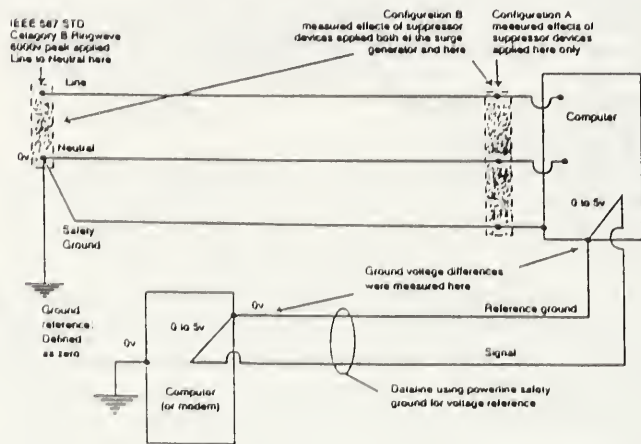 IEEE 587 STD
Catagory B Ringwave
6000v peak applied
Line to Neutral here
Configuration B
measured effects of suppressor
devices applied both at the surge
generator and here
Configuration A
measured effects of
suppressor devices
applied here only
Line
Computer
Neutral
0v
0 to 5v
Safety
Ground
Ground voltage differences
were measured here
Ground
reference:
Defined
as zero
0v
Reference ground
0v
0 to 5v
Signal
Computer
(or modem)
Dataline using powerline safety
ground for voltage reference